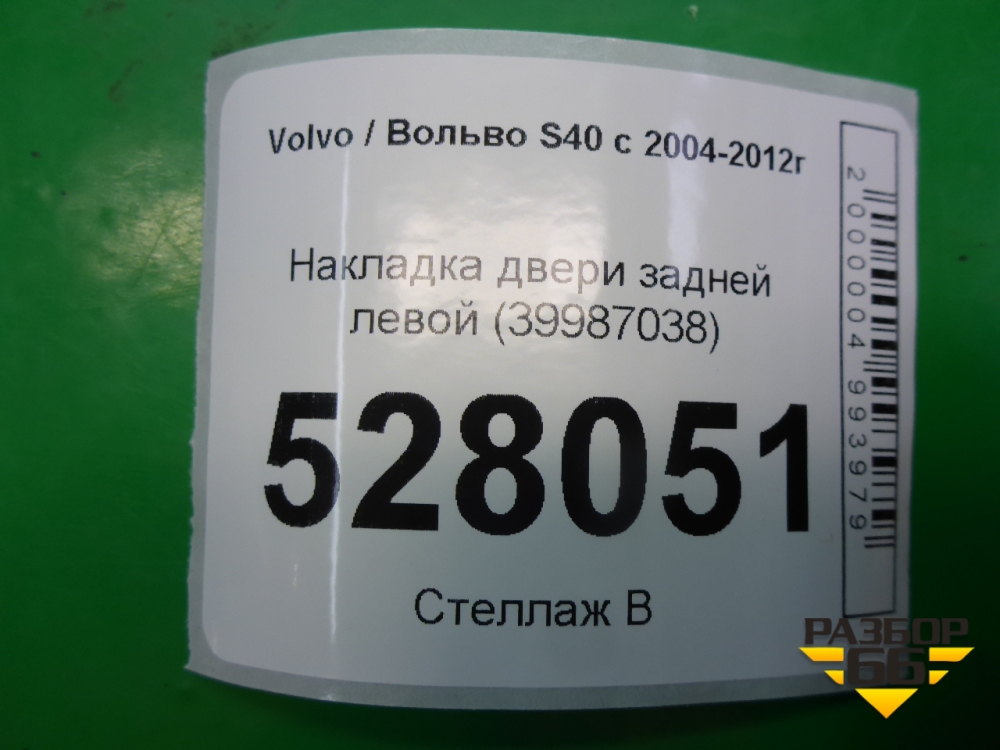 Volvo / Вольво S40 с 2004-2012г
Накладка двери задней
левой (39987038)
528051
Стеллаж В
2000004993979
РАЗБОР
66